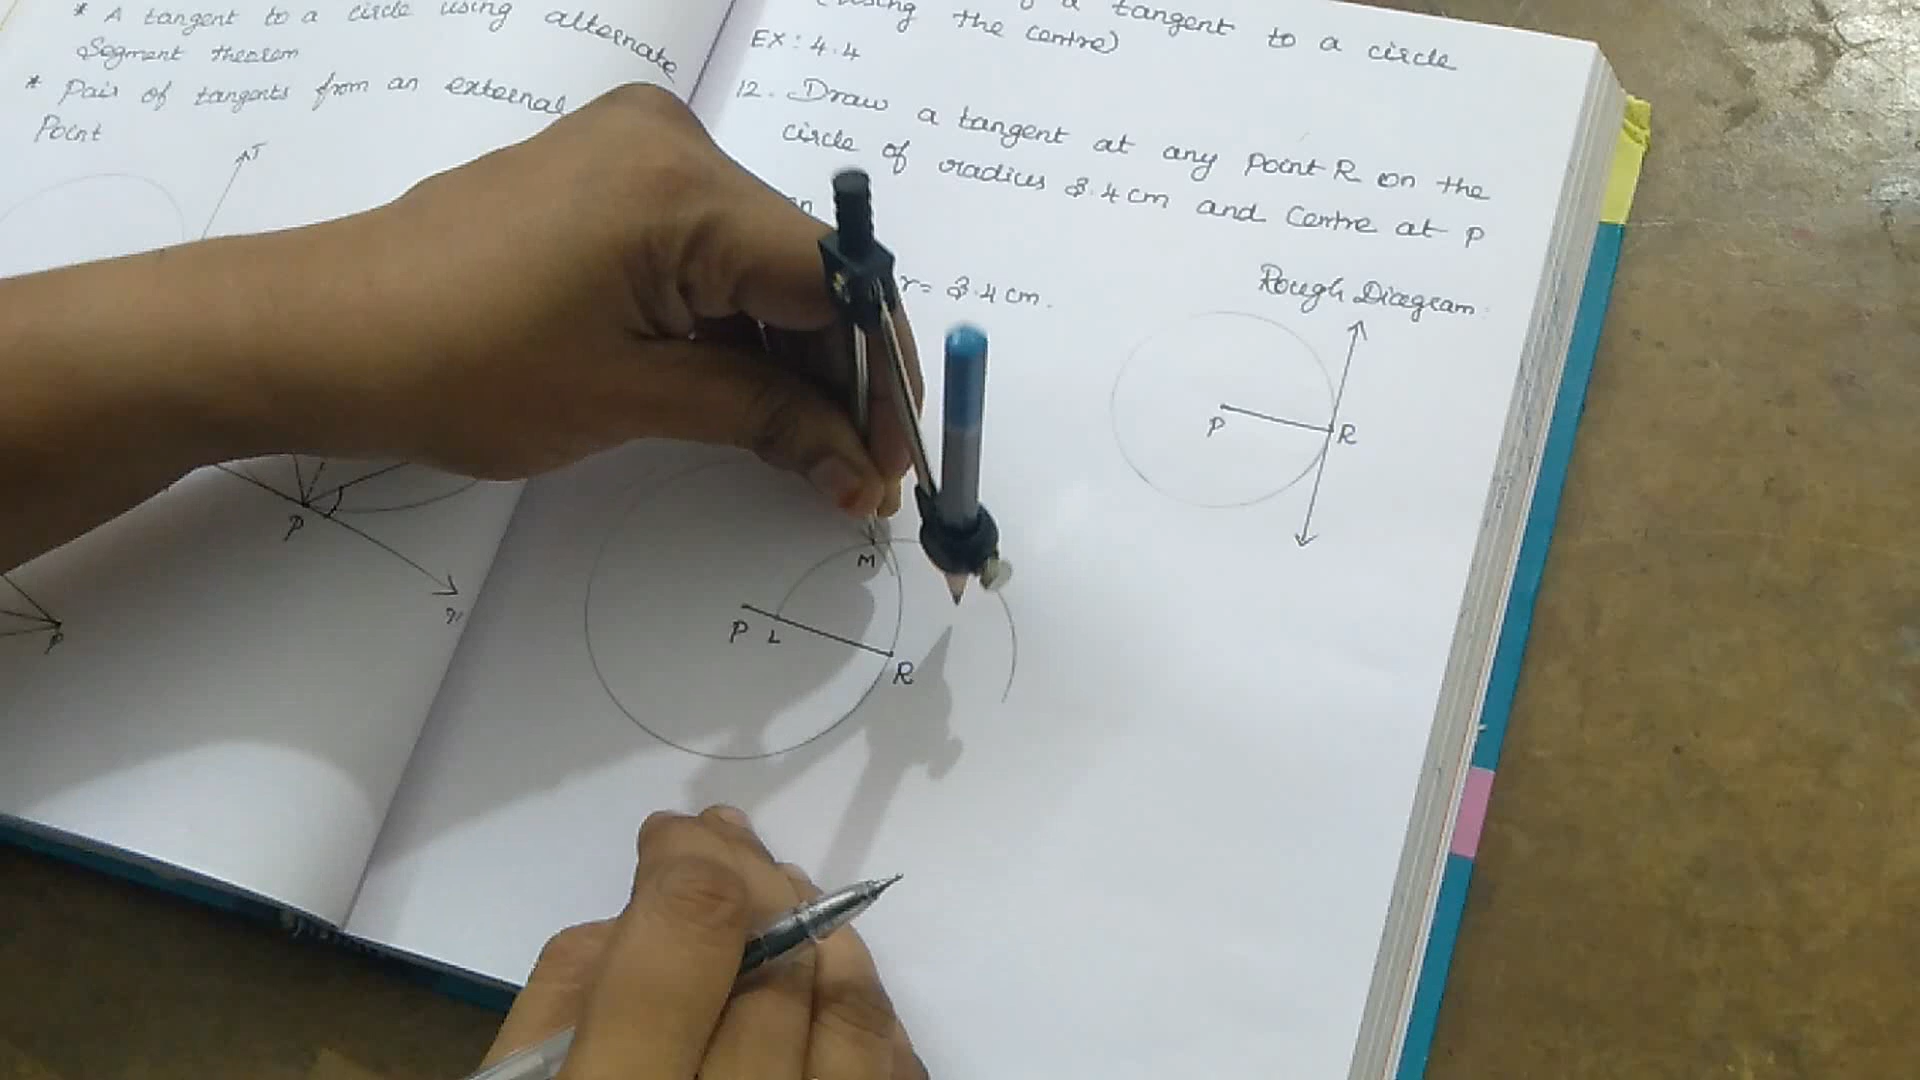 * A tangent to a circle using alternate
Segment theorem
* Pair of tangents from an external
Point
T
P
P
a tangent to a circle
(using the centre)
EX: 4.4
12. Draw a tangent at any point R on the
circle of radius 3.4 cm and centre at P
r = 3.4 cm.
Rough Diagram
P
R
M
P
L
R